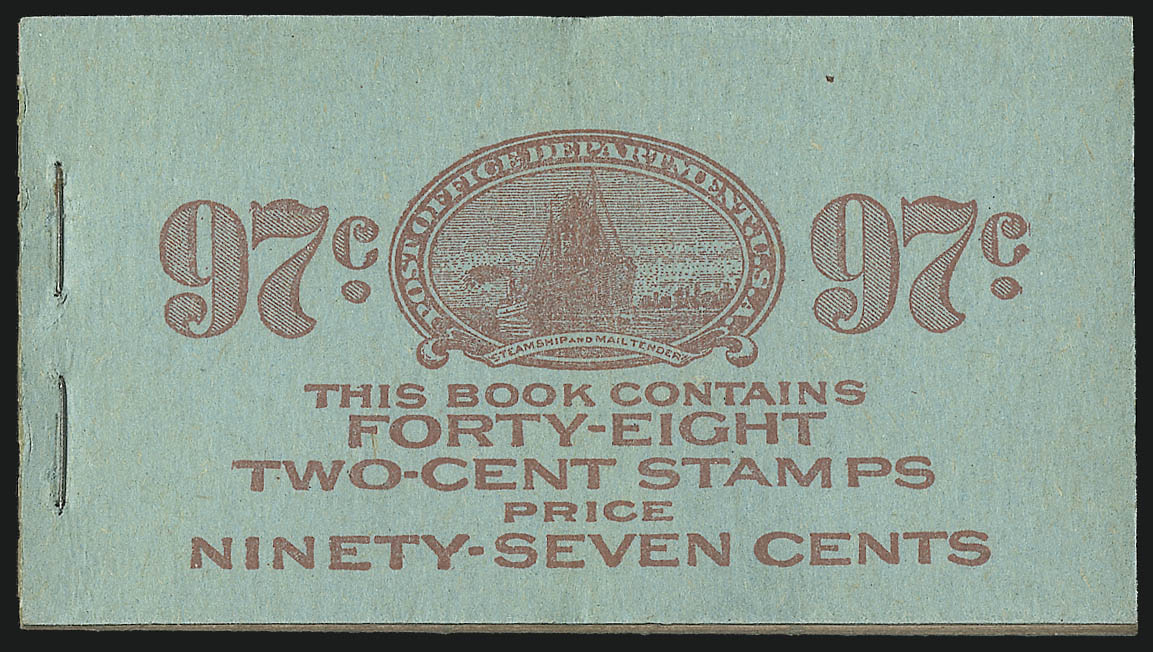 POST OFFICE DEPARTMENT U.S.A.
97c. 97c.
STEAMSHIP AND MAIL TENDER
THIS BOOK CONTAINS
FORTY-EIGHT
TWO-CENT STAMPS
PRICE
NINETY-SEVEN CENTS